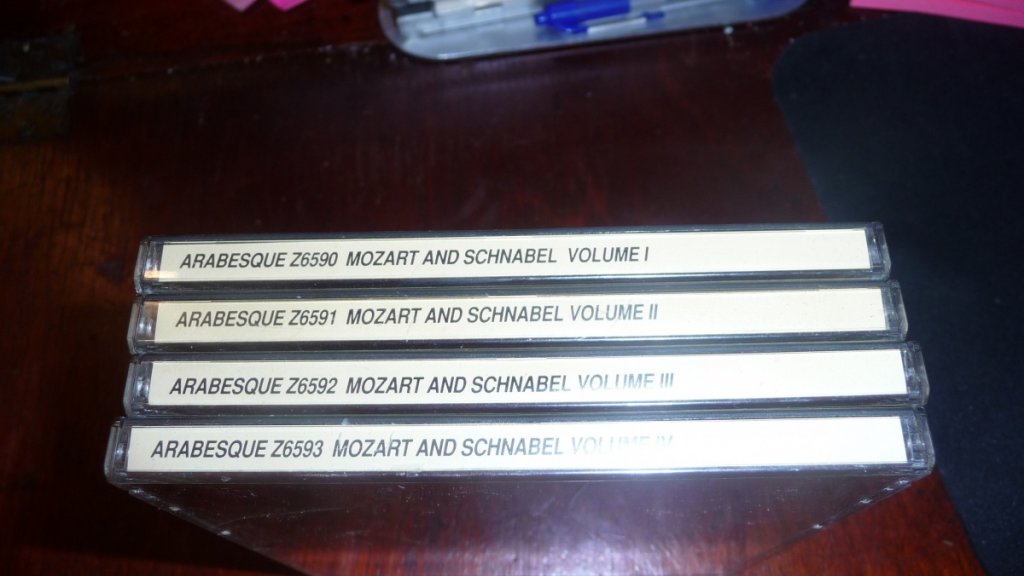 ARABESQUE Z6590 MOZART AND SCHNABEL VOLUME I
ARABESQUE Z6591 MOZART AND SCHNABEL VOLUME II
ARABESQUE Z6592 MOZART AND SCHNABEL VOLUME III
ARABESQUE Z6593 MOZART AND SCHNABEL VOLUME IV